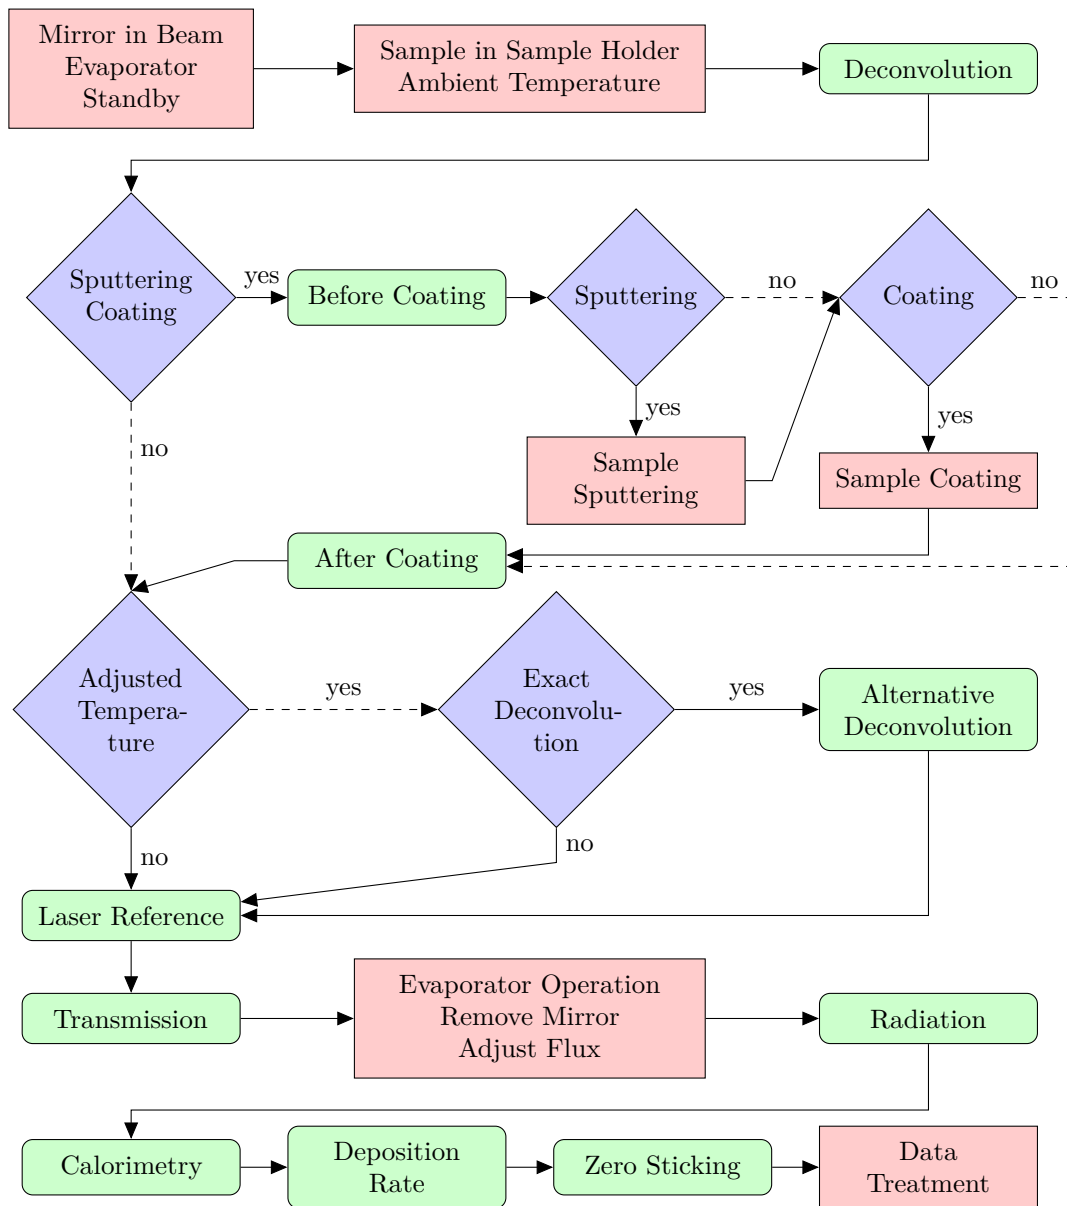 Mirror in Beam
Evaporator
Standby
Sample in Sample Holder
Ambient Temperature
Deconvolution
Sputtering
Coating
yes
Before Coating
Sputtering
no
Coating
no
no
yes
yes
Sample
Sputtering
Sample Coating
After Coating
Adjusted
Tempera-
ture
yes
Exact
Deconvolu-
tion
yes
Alternative
Deconvolution
no
no
Laser Reference
Transmission
Evaporator Operation
Remove Mirror
Adjust Flux
Radiation
Calorimetry
Deposition
Rate
Zero Sticking
Data
Treatment